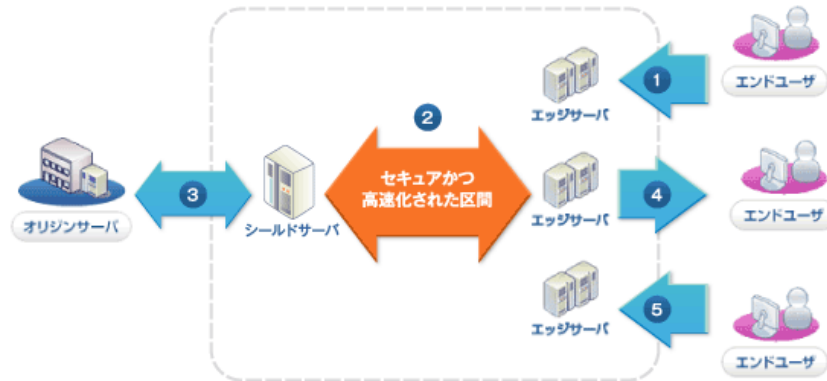 1
エンドユーザ
エッジサーバ
2
セキュアかつ
高速化された区間
3
オリジンサーバ
シールドサーバ
エッジサーバ
4
エンドユーザ
エッジサーバ
5
エンドユーザ